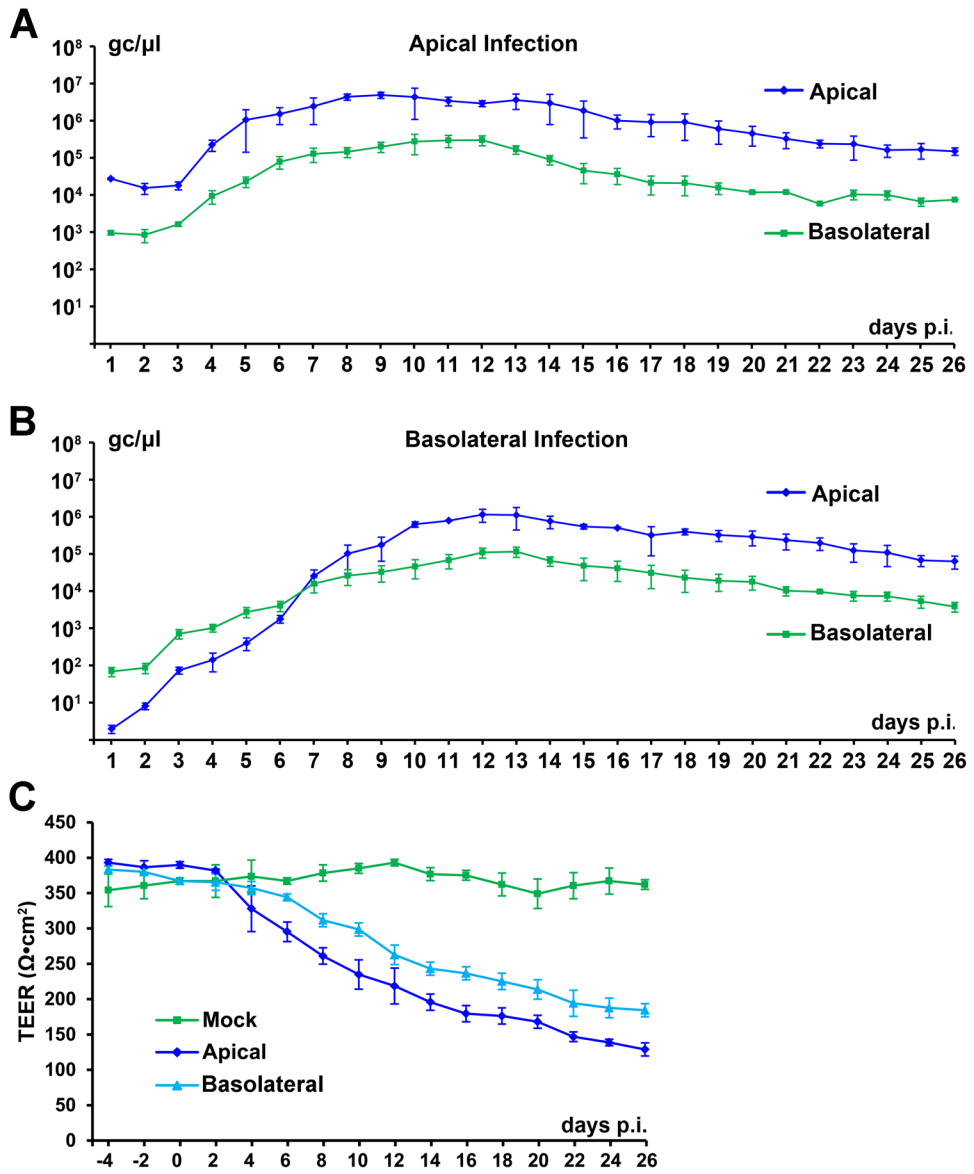 A
gc/µl
Apical Infection
10⁸
10⁷
10⁶
10⁵
10⁴
10³
10²
10¹
Apical
Basolateral
days p.i.
1 2 3 4 5 6 7 8 9 10 11 12 13 14 15 16 17 18 19 20 21 22 23 24 25 26
B
gc/µl
Basolateral Infection
10⁸
10⁷
10⁶
10⁵
10⁴
10³
10²
10¹
Apical
Basolateral
days p.i.
1 2 3 4 5 6 7 8 9 10 11 12 13 14 15 16 17 18 19 20 21 22 23 24 25 26
C
TEER (Ω•cm²)
450
400
350
300
250
200
150
100
50
0
Mock
Apical
Basolateral
days p.i.
-4 -2 0 2 4 6 8 10 12 14 16 18 20 22 24 26